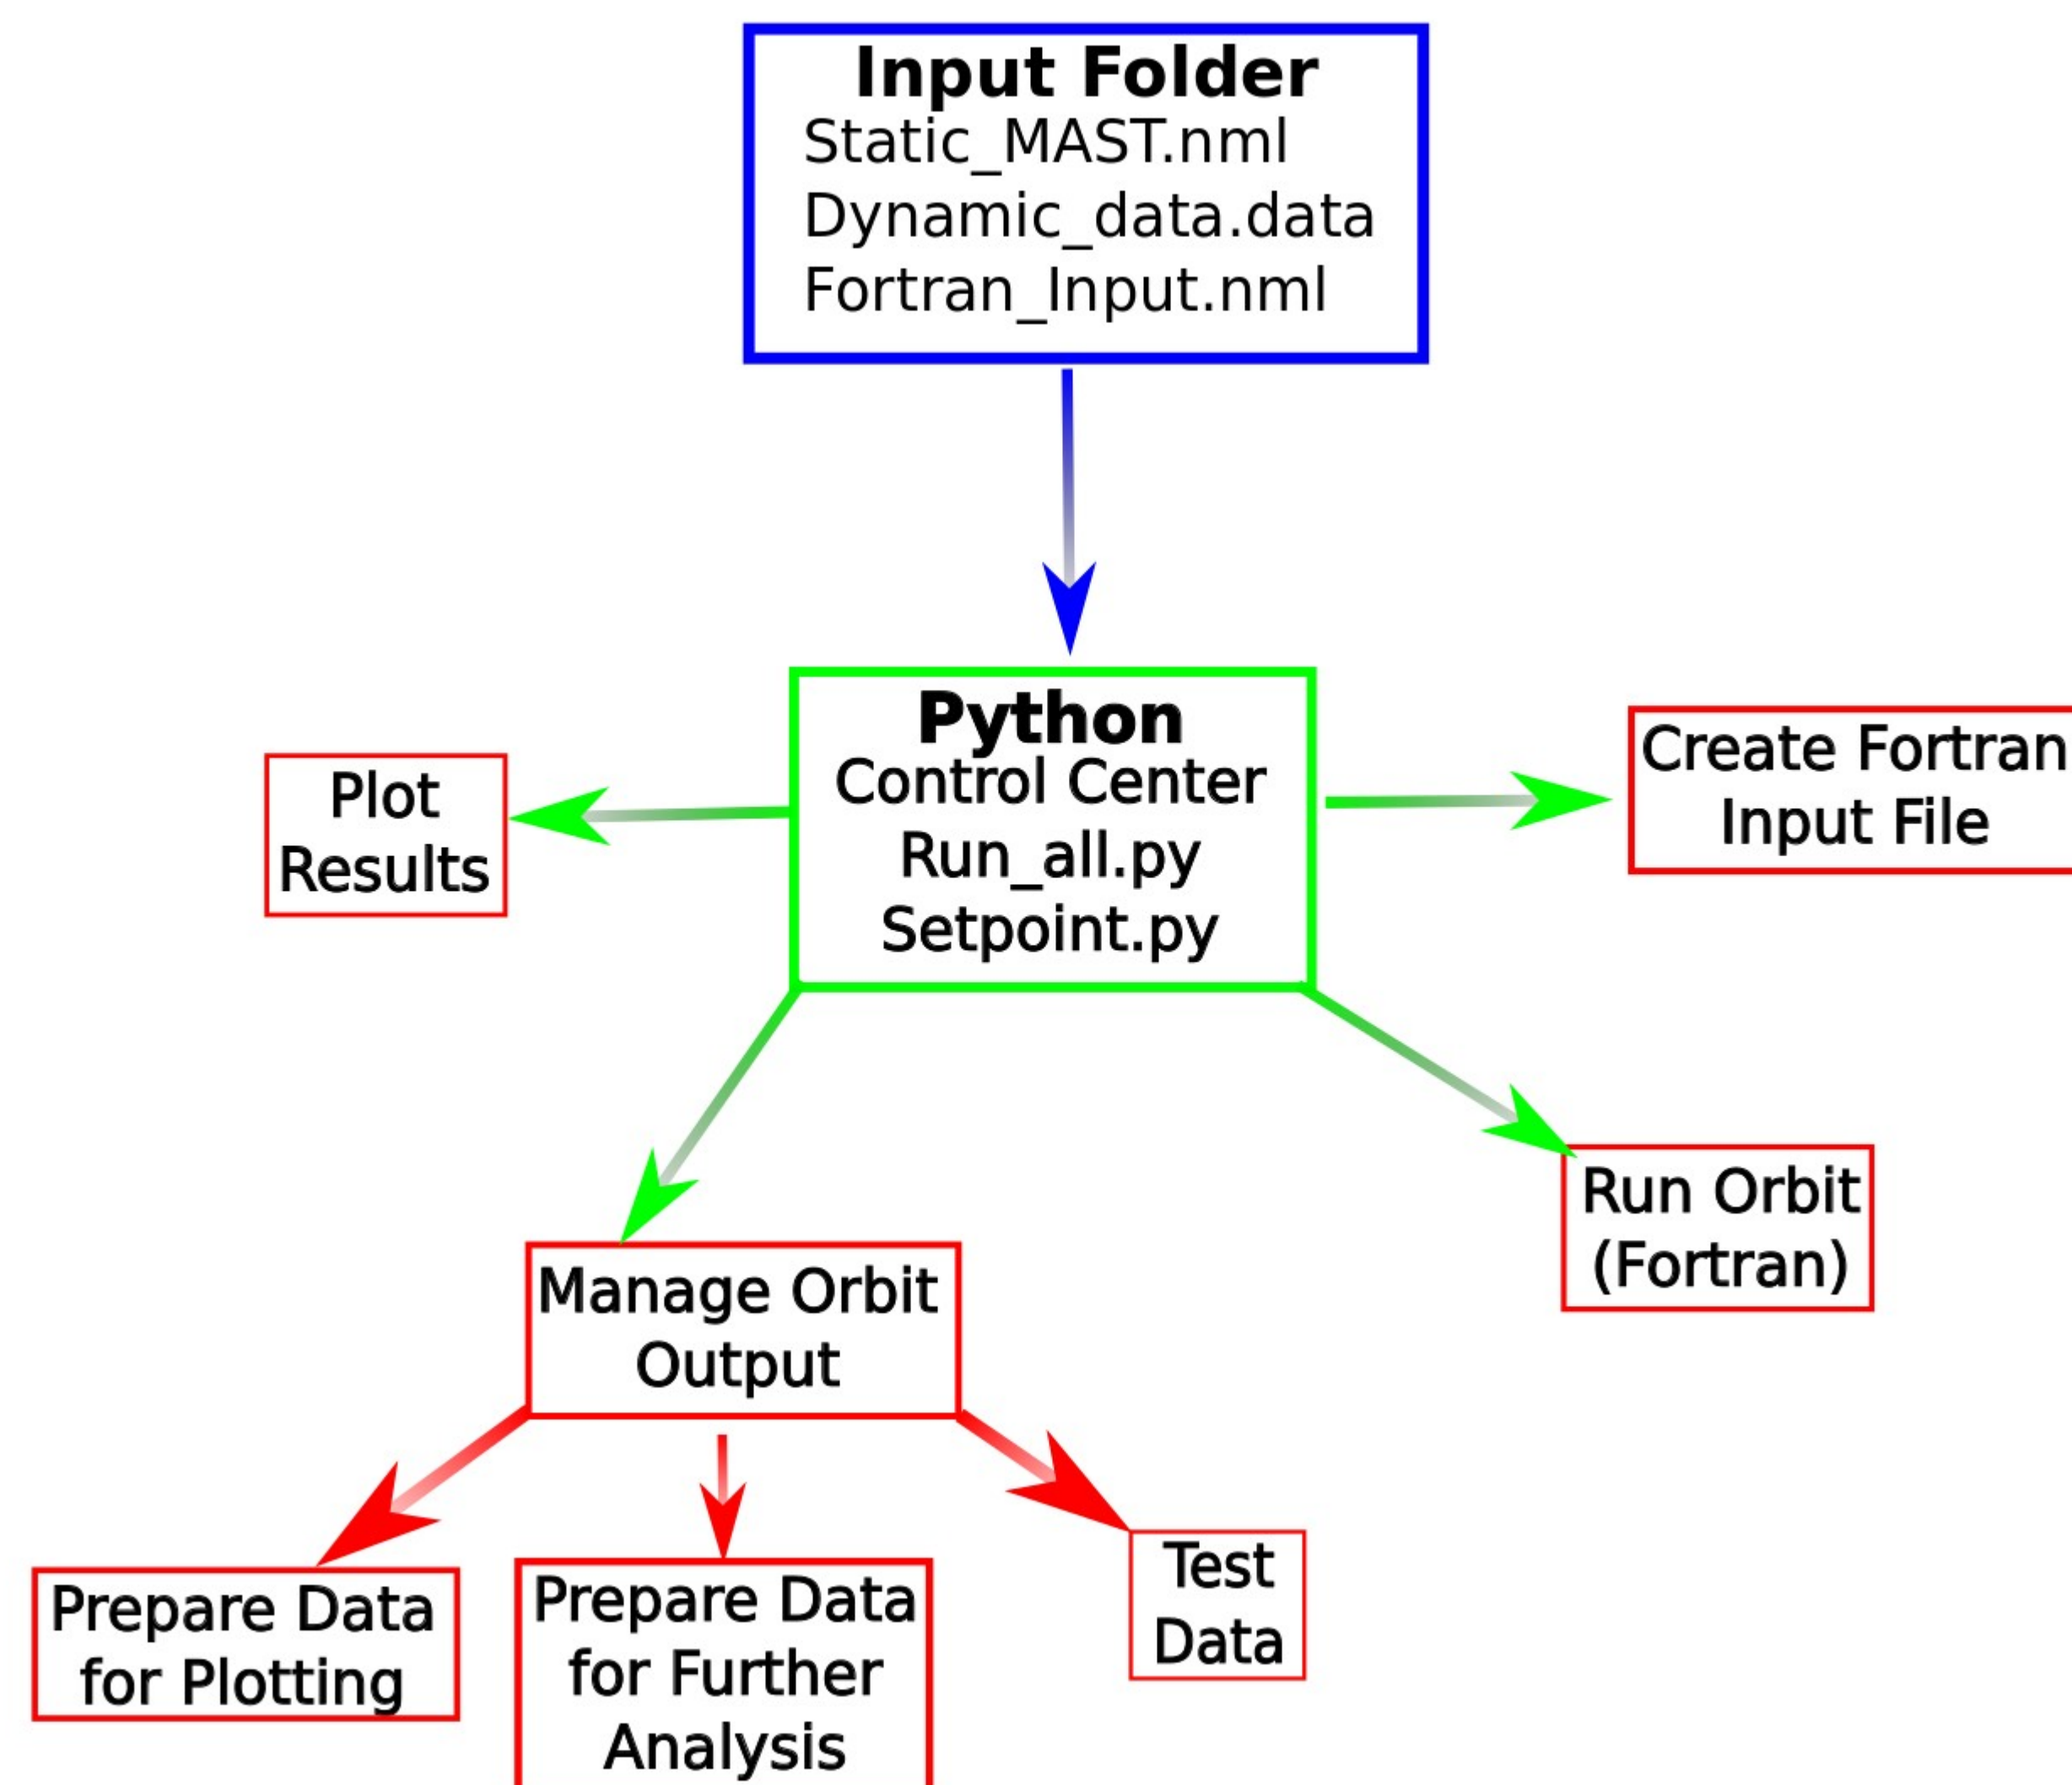 Input Folder
Static_MAST.nml
Dynamic_data.data
Fortran_Input.nml
Python
Control Center
Run_all.py
Setpoint.py
Plot
Results
Create Fortran
Input File
Run Orbit
(Fortran)
Manage Orbit
Output
Prepare Data
for Plotting
Prepare Data
for Further
Analysis
Test
Data